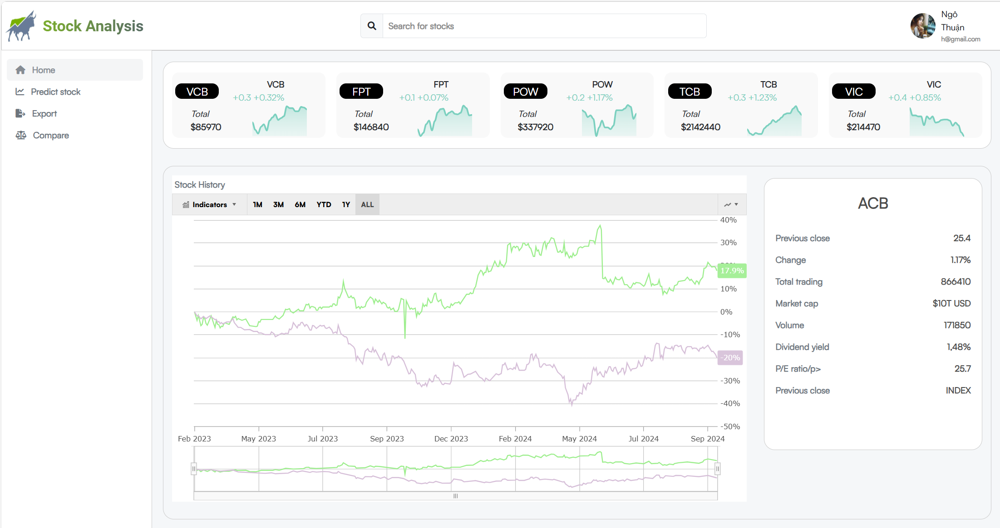 Stock Analysis
Search for stocks
Ngô
Thuận
h@gmail.com
Home
Predict stock
Export
Compare
VCB
VCB
+0.3 +0.32%
Total
$85970
FPT
FPT
+0.1 +0.07%
Total
$146840
POW
POW
+0.2 +1.17%
Total
$337920
TCB
TCB
+0.3 +1.23%
Total
$2142440
VIC
VIC
+0.4 +0.85%
Total
$214470
Stock History
Indicators 1M 3M 6M YTD 1Y ALL
40%
30%
17.9%
10%
0%
-10%
-20%
-30%
-40%
-50%
Feb 2023 May 2023 Jul 2023 Sep 2023 Dec 2023 Feb 2024 May 2024 Jul 2024 Sep 2024
ACB
Previous close 25.4
Change 1.17%
Total trading 866410
Market cap $10T USD
Volume 171850
Dividend yield 1,48%
P/E ratio/p> 25.7
Previous close INDEX